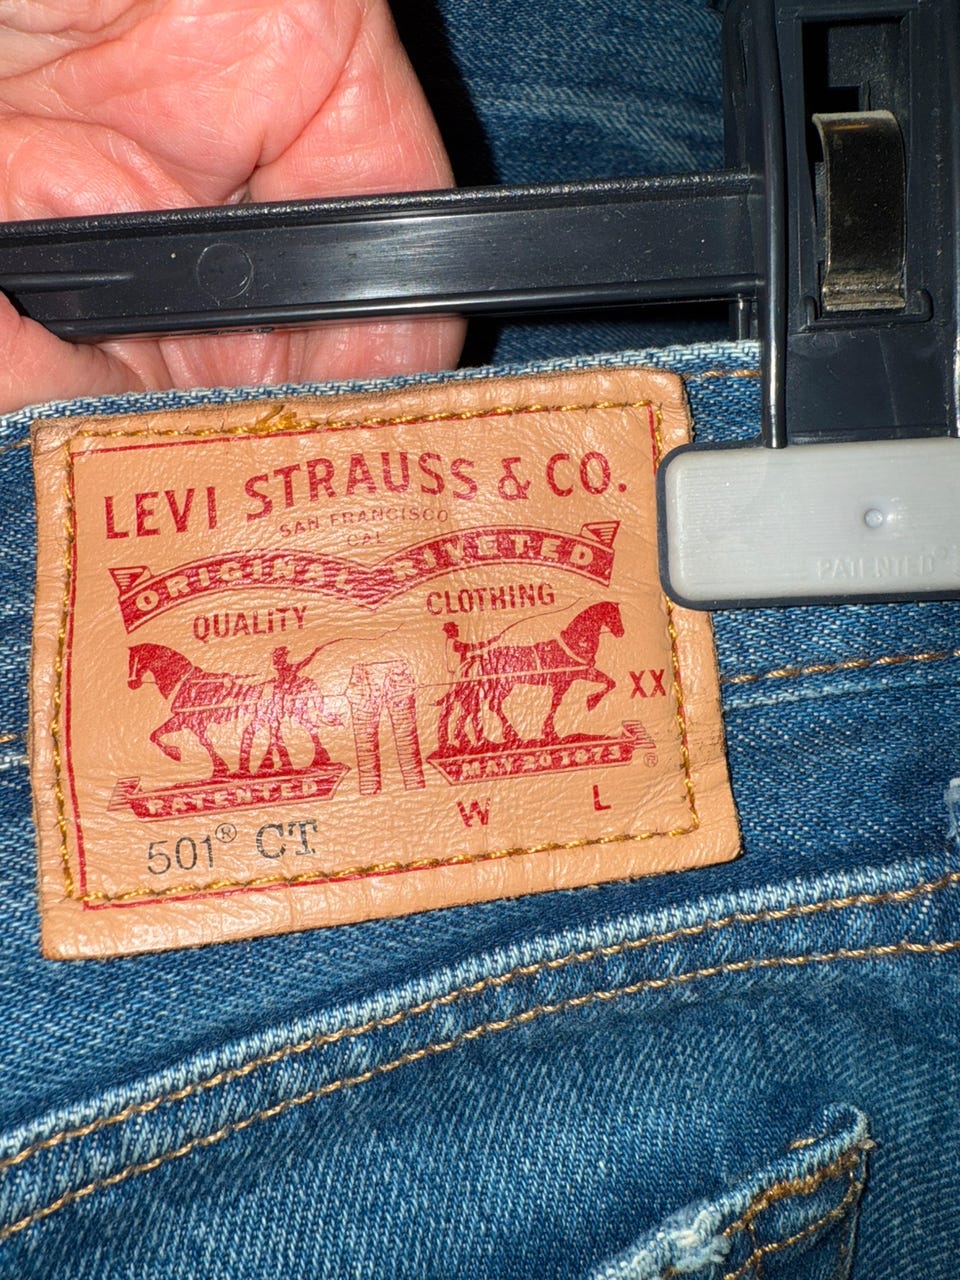 LEVI STRAUSS & CO.
SAN FRANCISCO
CAL
ORIGINAL RIVETED
QUALITY CLOTHING
XX
PATENTED MAY 20 1873 ®
W L
501® CT
PATENTED®